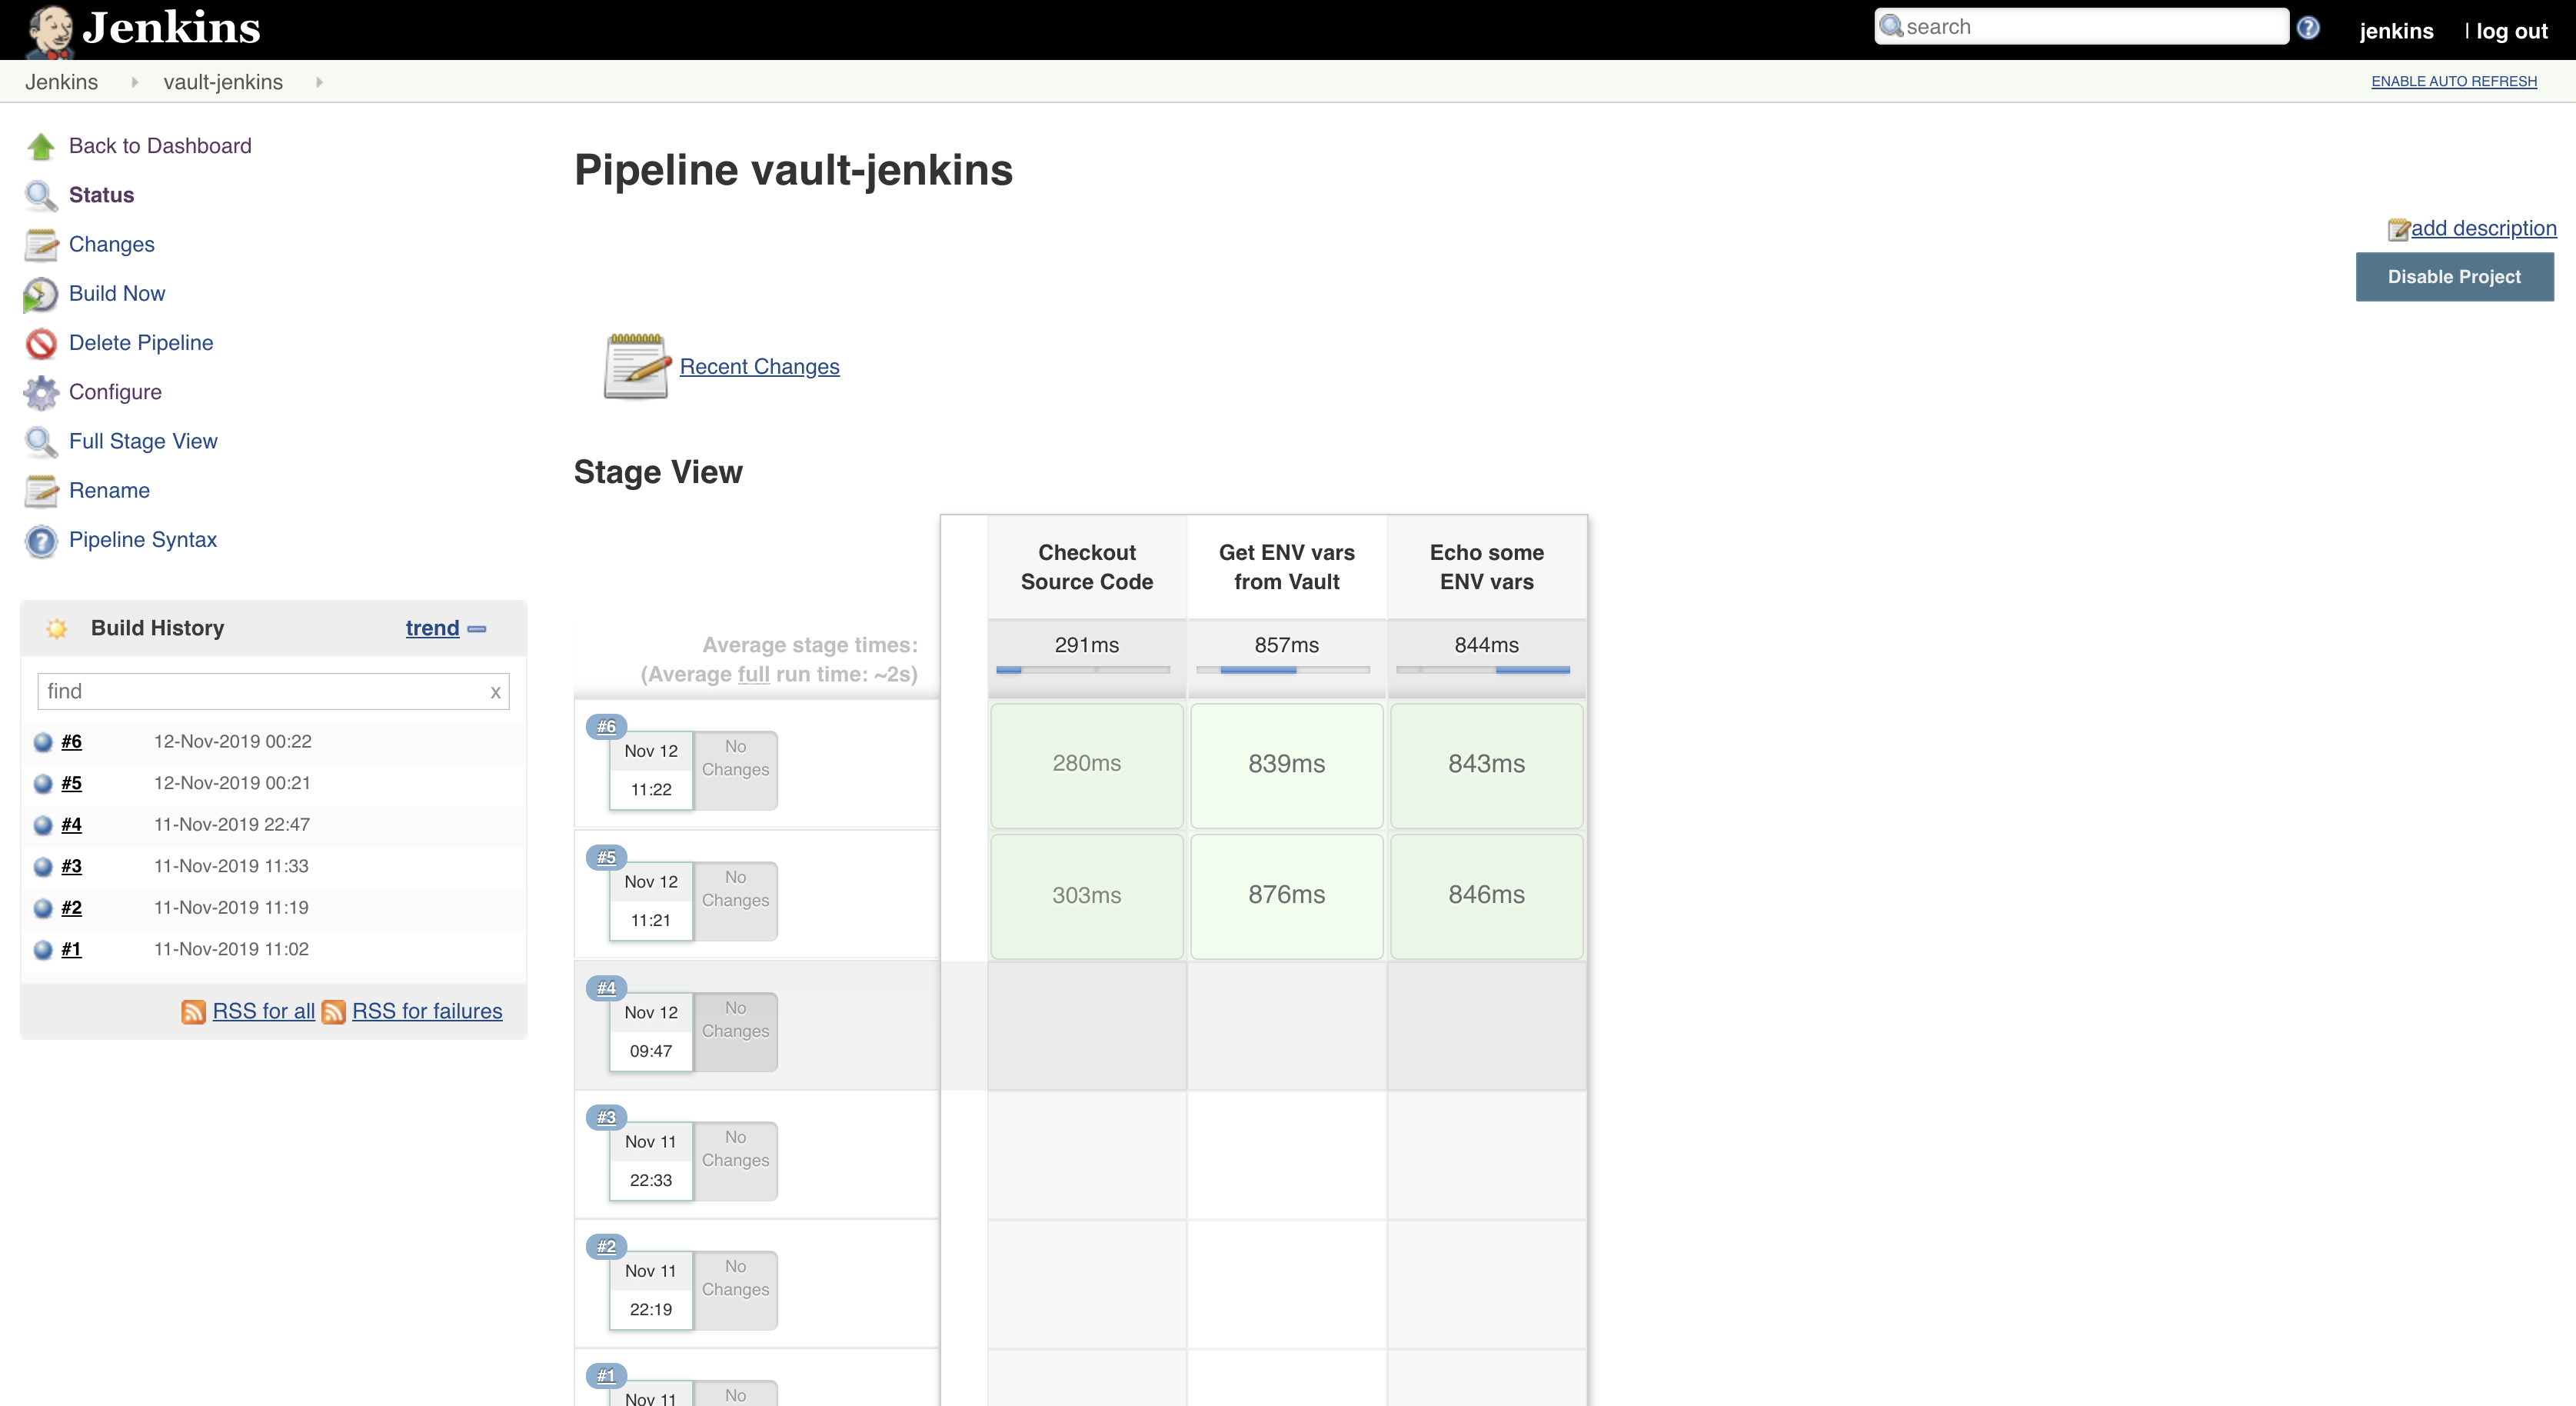 Jenkins
search
jenkins
| log out
Jenkins
vault-jenkins
ENABLE AUTO REFRESH
Back to Dashboard
Status
Changes
Build Now
Delete Pipeline
Configure
Full Stage View
Rename
Pipeline Syntax
Build History
trend
find
x
#6 12-Nov-2019 00:22
#5 12-Nov-2019 00:21
#4 11-Nov-2019 22:47
#3 11-Nov-2019 11:33
#2 11-Nov-2019 11:19
#1 11-Nov-2019 11:02
RSS for all RSS for failures
Pipeline vault-jenkins
add description
Disable Project
Recent Changes
Stage View
Checkout
Source Code
Get ENV vars
from Vault
Echo some
ENV vars
Average stage times:
(Average full run time: ~2s)
291ms
857ms
844ms
#6
Nov 12
11:22
No
Changes
280ms
839ms
843ms
#5
Nov 12
11:21
No
Changes
303ms
876ms
846ms
#4
Nov 12
09:47
No
Changes
#3
Nov 11
22:33
No
Changes
#2
Nov 11
22:19
No
Changes
#1
Nov 11
No